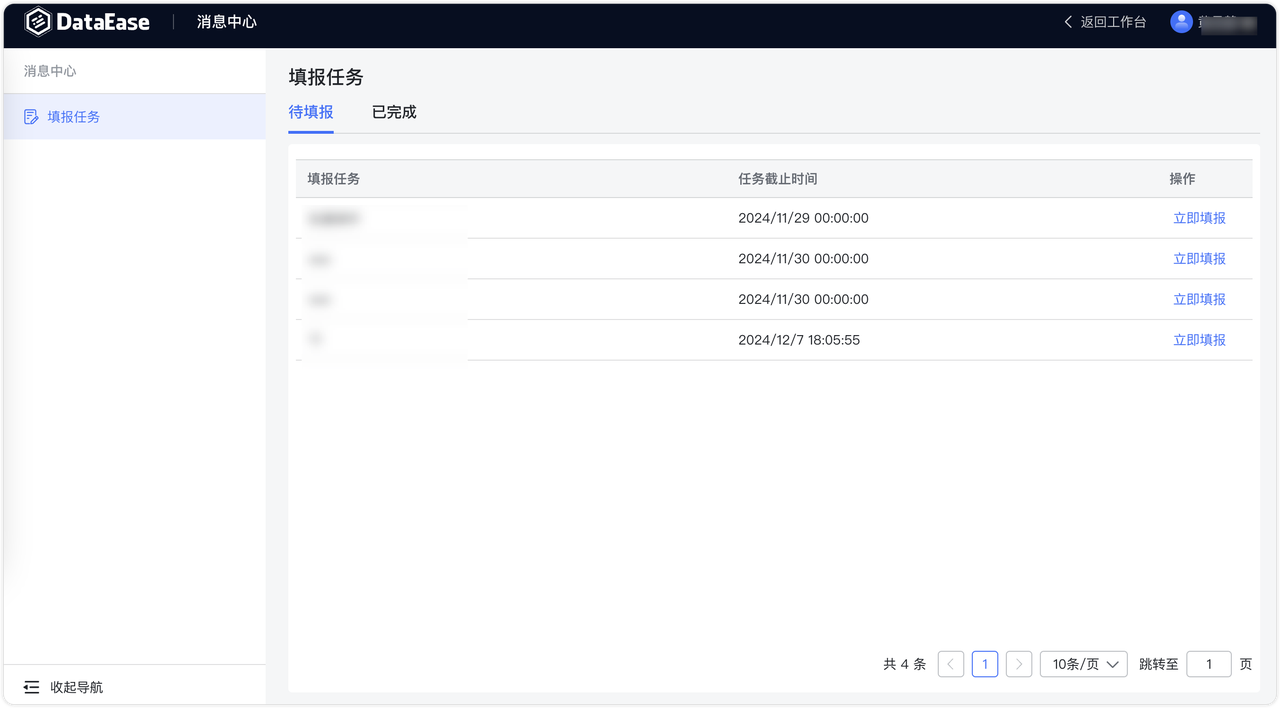 DataEase 消息中心 返回工作台
消息中心
填报任务
填报任务
待填报 已完成
填报任务 任务截止时间 操作
2024/11/29 00:00:00 立即填报
2024/11/30 00:00:00 立即填报
2024/11/30 00:00:00 立即填报
2024/12/7 18:05:55 立即填报
共 4 条 1 10条/页 跳转至 1 页
收起导航